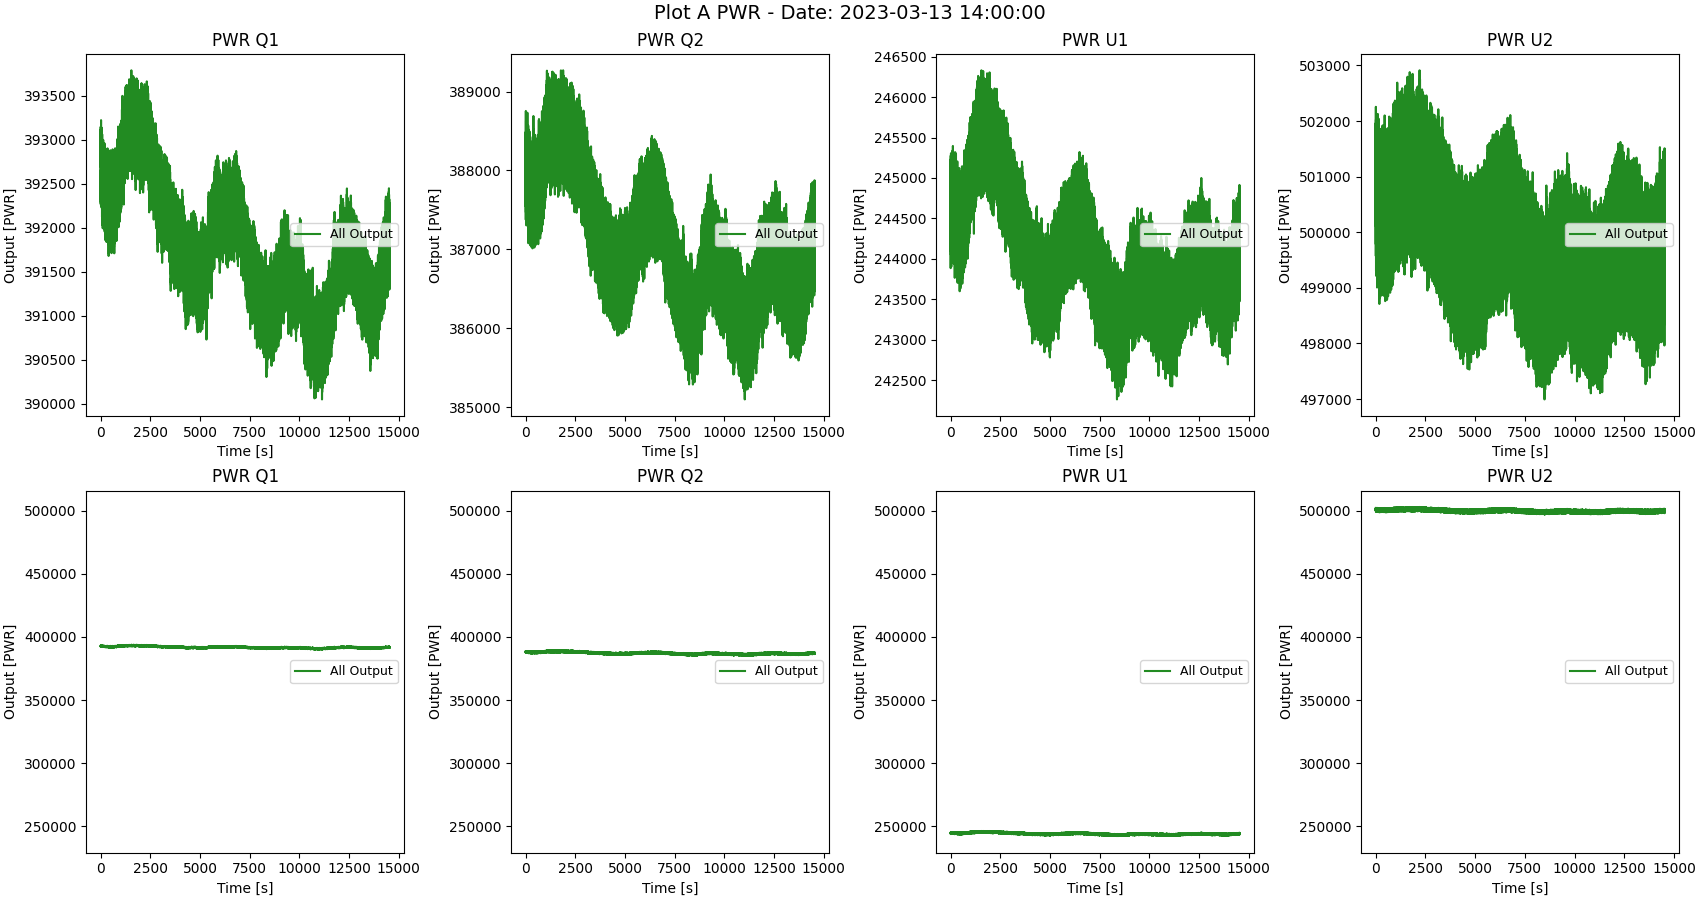 Plot A PWR - Date: 2023-03-13 14:00:00
PWR Q1
393500
393000
392500
392000
391500
391000
390500
390000
Output [PWR]
All Output
0 2500 5000 7500 10000 12500 15000
Time [s]
PWR Q2
389000
388000
387000
386000
385000
Output [PWR]
All Output
0 2500 5000 7500 10000 12500 15000
Time [s]
PWR U1
246500
246000
245500
245000
244500
244000
243500
243000
242500
Output [PWR]
All Output
0 2500 5000 7500 10000 12500 15000
Time [s]
PWR U2
503000
502000
501000
500000
499000
498000
497000
Output [PWR]
All Output
0 2500 5000 7500 10000 12500 15000
Time [s]
PWR Q1
500000
450000
400000
350000
300000
250000
Output [PWR]
All Output
0 2500 5000 7500 10000 12500 15000
Time [s]
PWR Q2
500000
450000
400000
350000
300000
250000
Output [PWR]
All Output
0 2500 5000 7500 10000 12500 15000
Time [s]
PWR U1
500000
450000
400000
350000
300000
250000
Output [PWR]
All Output
0 2500 5000 7500 10000 12500 15000
Time [s]
PWR U2
500000
450000
400000
350000
300000
250000
Output [PWR]
All Output
0 2500 5000 7500 10000 12500 15000
Time [s]